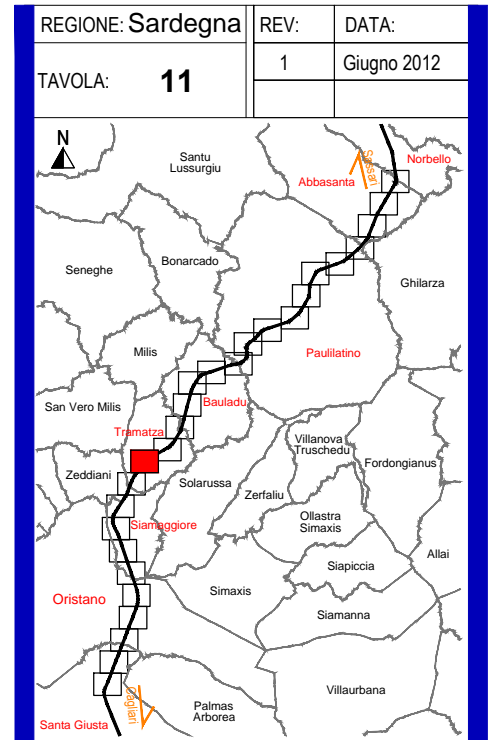 REGIONE: Sardegna
REV:
DATA:
TAVOLA: 11
1
Giugno 2012
N
Santu
Lussurgiu
Sassari
Norbello
Abbasanta
Seneghe
Bonarcado
Ghilarza
Milis
Paulilatino
San Vero Milis
Bauladu
Tramatza
Villanova
Truschedu
Fordongianus
Zeddiani
Solarussa
Zerfaliu
Ollastra
Simaxis
Siamaggiore
Allai
Siapiccia
Oristano
Simaxis
Siamanna
Villaurbana
Cagliari
Palmas
Arborea
Santa Giusta